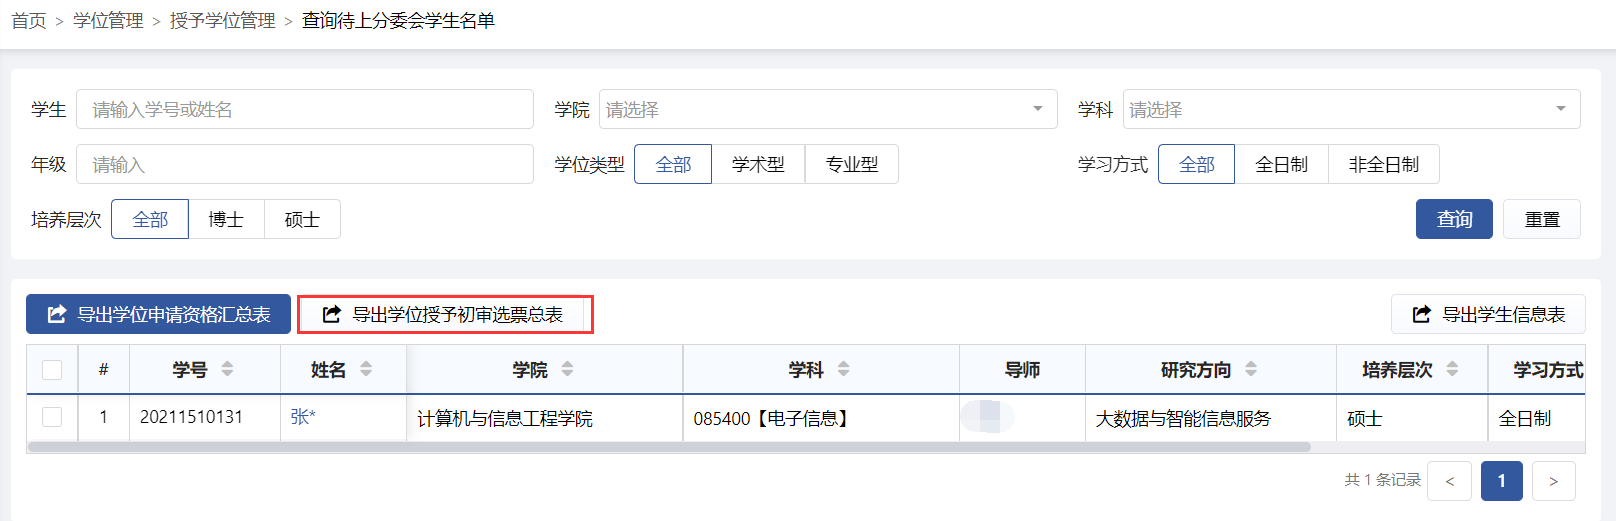 首页 > 学位管理 > 授予学位管理 > 查询待上分委会学生名单
学生 请输入学号或姓名 学院 请选择 学科 请选择
年级 请输入 学位类型 全部 学术型 专业型 学习方式 全部 全日制 非全日制
培养层次 全部 博士 硕士 查询 重置
导出学位申请资格汇总表 导出学位授予初审选票总表 导出学生信息表
# 学号 姓名 学院 学科 导师 研究方向 培养层次 学习方式
1 20211510131 张* 计算机与信息工程学院 085400【电子信息】 大数据与智能信息服务 硕士 全日制
共 1 条记录 < 1 >